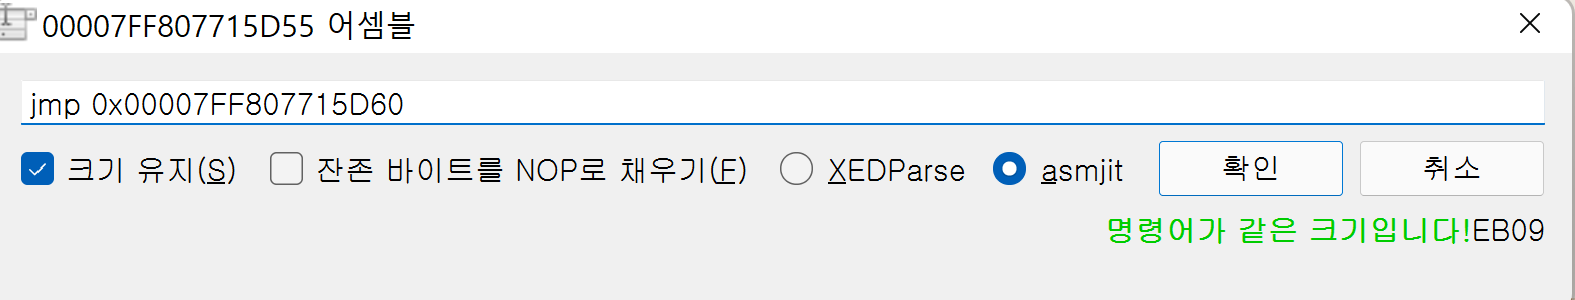 00007FF807715D55 어셈블
jmp 0x00007FF807715D60
크기 유지(S) 잔존 바이트를 NOP로 채우기(F) XEDParse asmjit 확인 취소
명령어가 같은 크기입니다!EB09